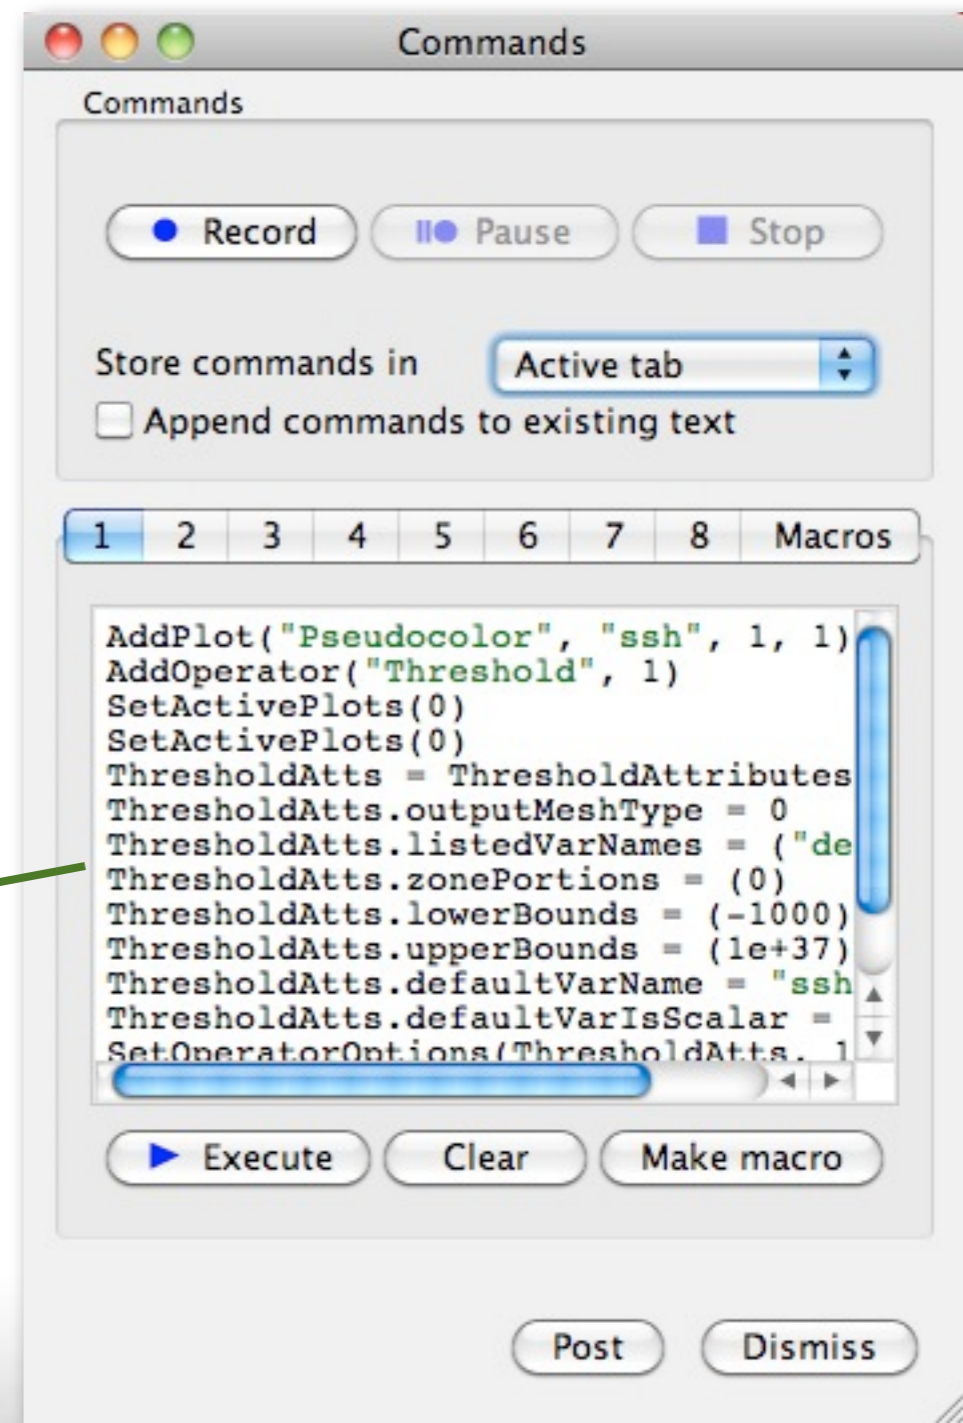 Commands
Commands
Record Pause Stop
Store commands in Active tab
Append commands to existing text
1 2 3 4 5 6 7 8 Macros
AddPlot("Pseudocolor", "ssh", 1, 1)
AddOperator("Threshold", 1)
SetActivePlots(0)
SetActivePlots(0)
ThresholdAtts = ThresholdAttributes
ThresholdAtts.outputMeshType = 0
ThresholdAtts.listedVarNames = ("de
ThresholdAtts.zonePortions = (0)
ThresholdAtts.lowerBounds = (-1000)
ThresholdAtts.upperBounds = (1e+37)
ThresholdAtts.defaultVarName = "ssh
ThresholdAtts.defaultVarIsScalar =
SetOperatorOptions(ThresholdAtts, 1
Execute Clear Make macro
Post Dismiss